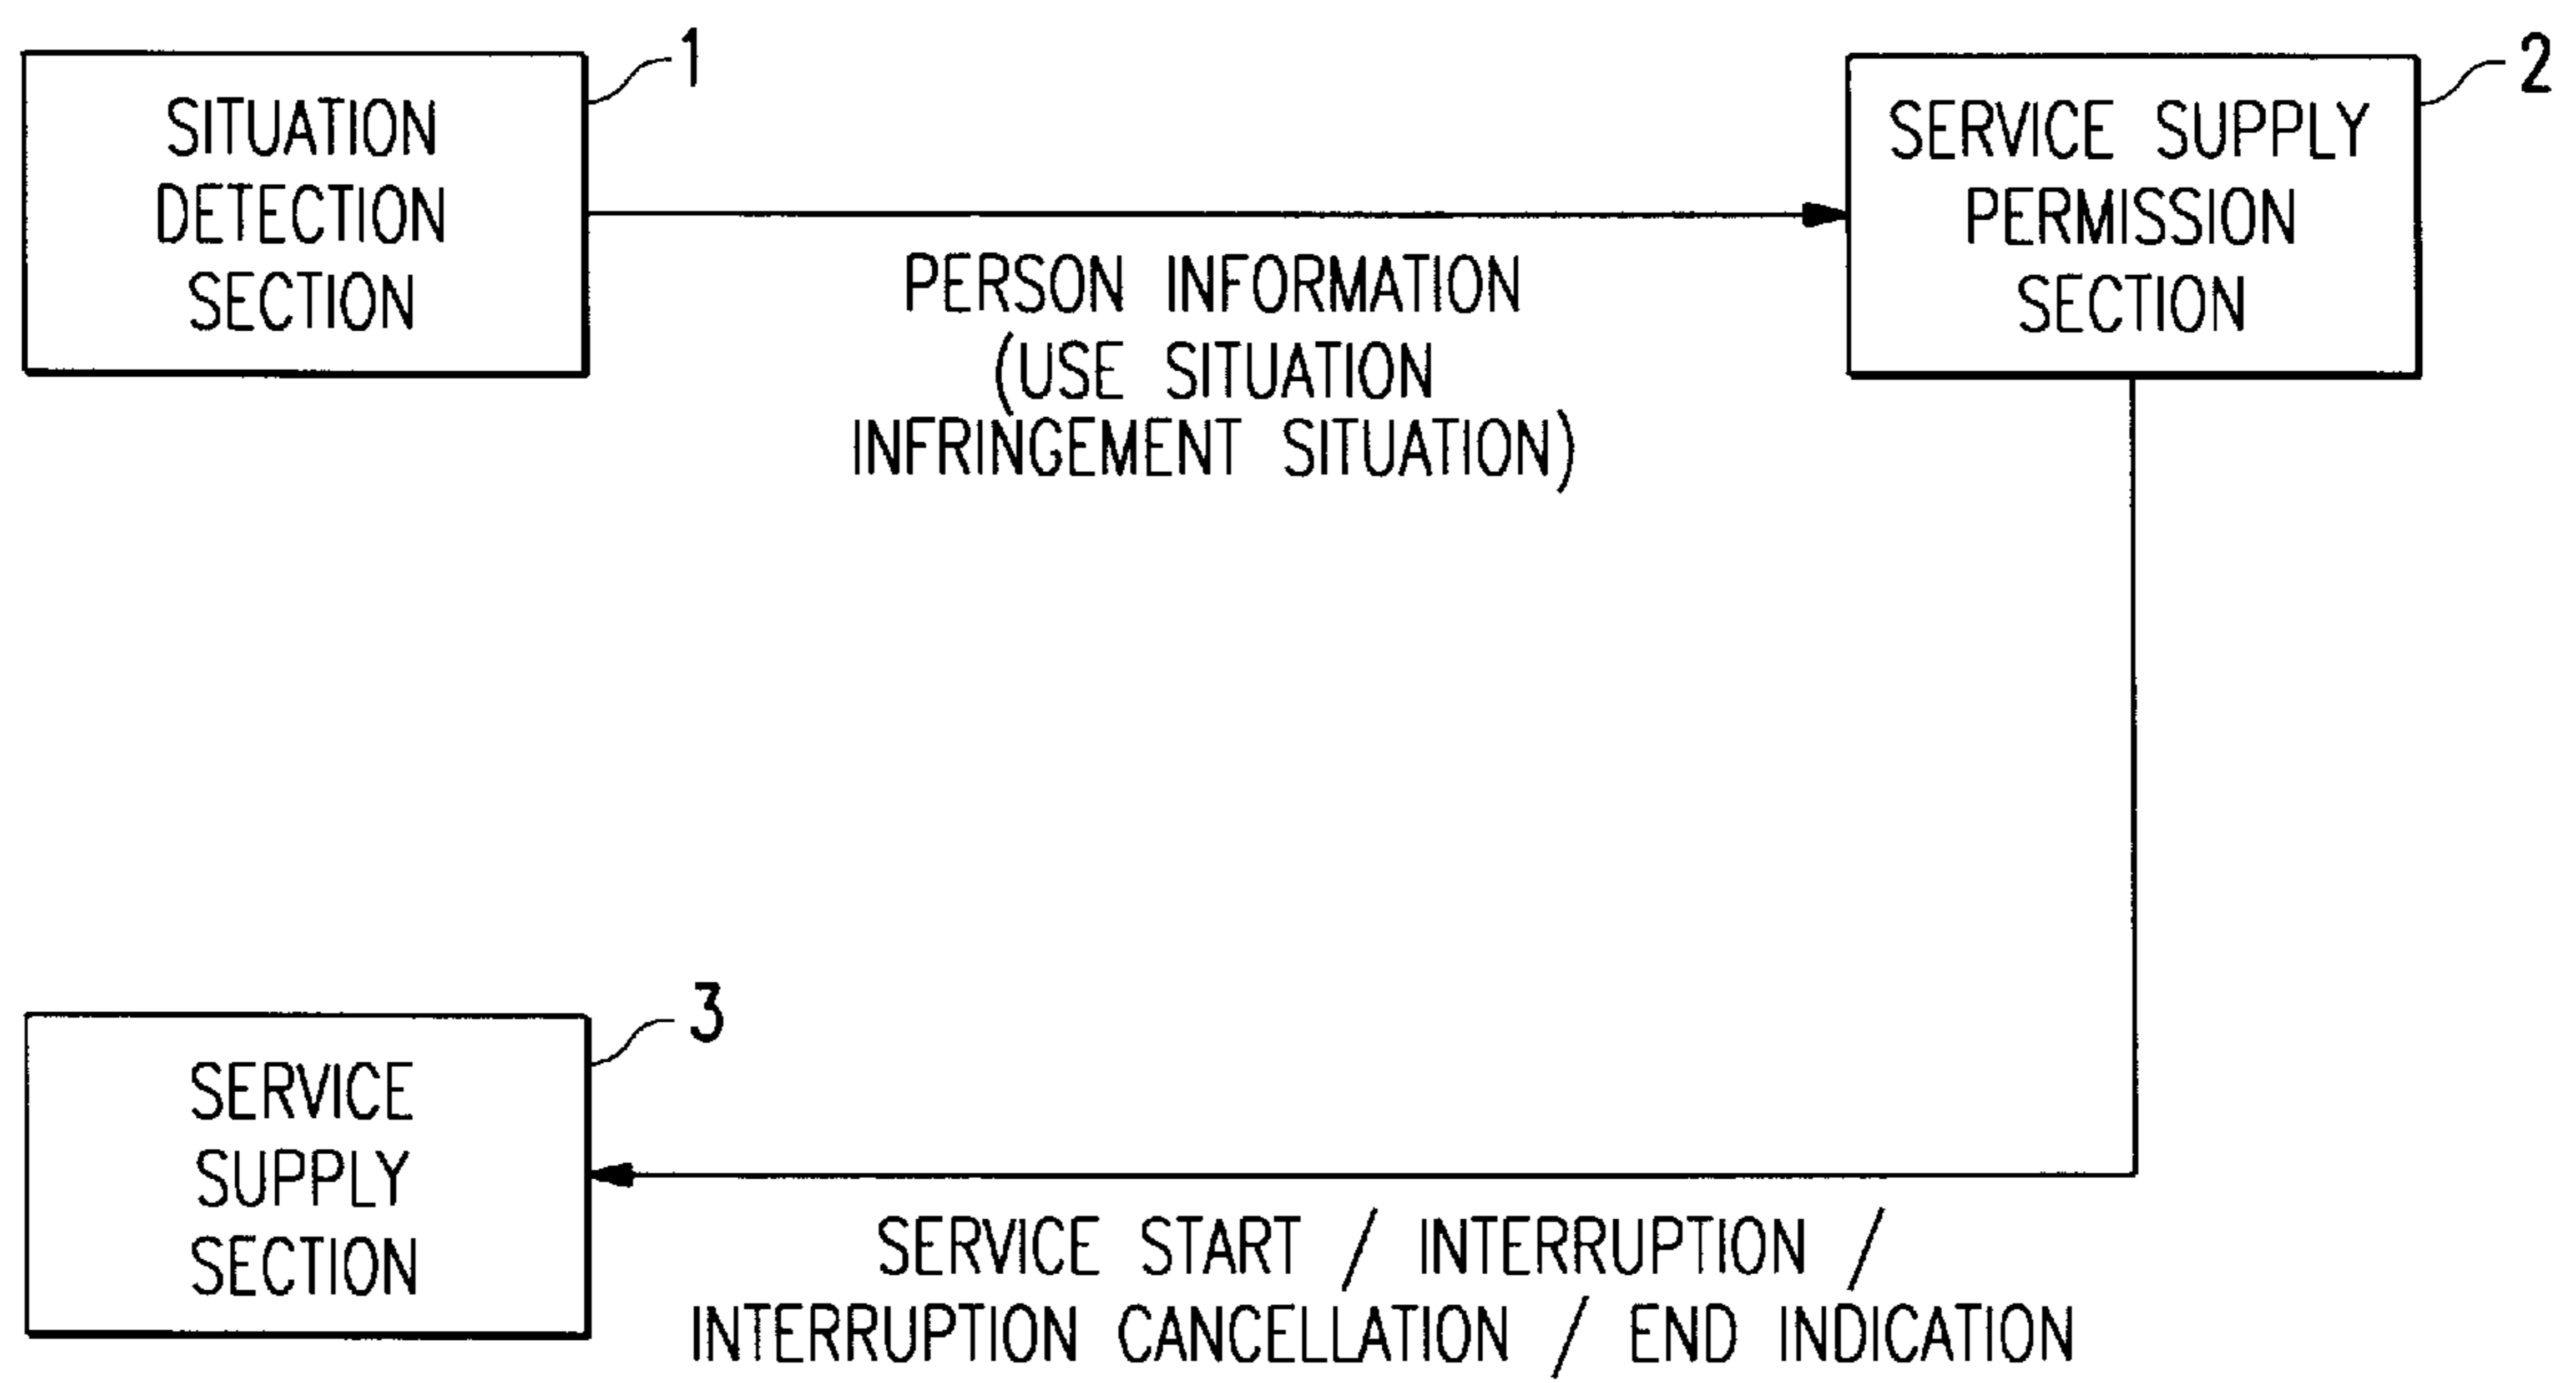 1
SITUATION
DETECTION
SECTION
2
SERVICE SUPPLY
PERMISSION
SECTION
PERSON INFORMATION
(USE SITUATION
INFRINGEMENT SITUATION)
3
SERVICE
SUPPLY
SECTION
SERVICE START / INTERRUPTION /
INTERRUPTION CANCELLATION / END INDICATION